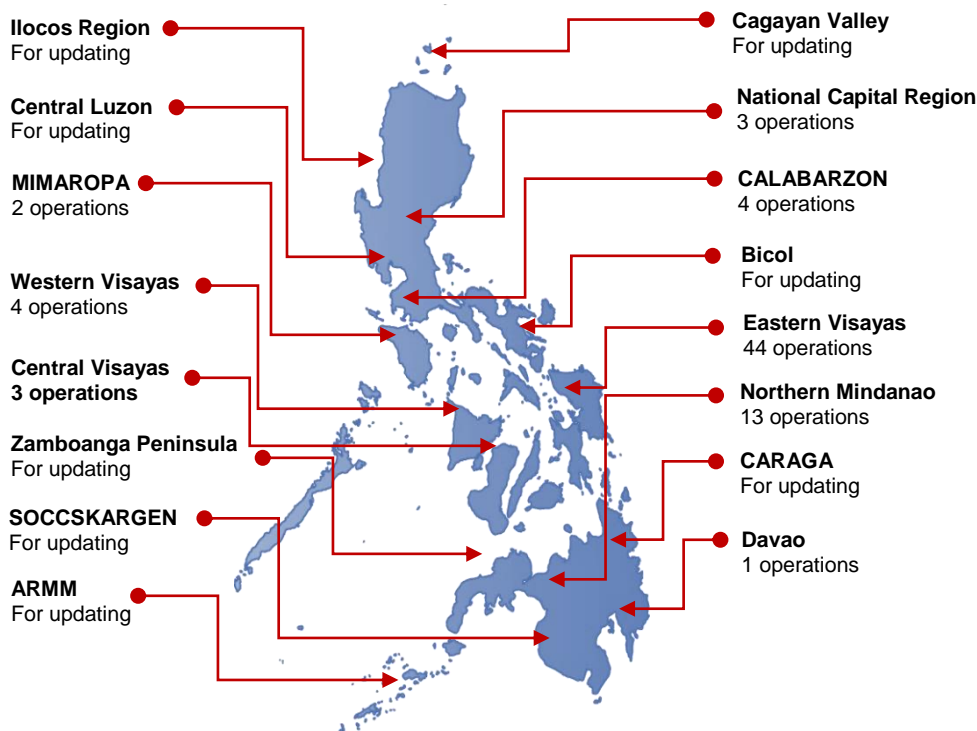 Ilocos Region
For updating
Central Luzon
For updating
MIMAROPA
2 operations
Western Visayas
4 operations
Central Visayas
3 operations
Zamboanga Peninsula
For updating
SOCCSKARGEN
For updating
ARMM
For updating
Cagayan Valley
For updating
National Capital Region
3 operations
CALABARZON
4 operations
Bicol
For updating
Eastern Visayas
44 operations
Northern Mindanao
13 operations
CARAGA
For updating
Davao
1 operations